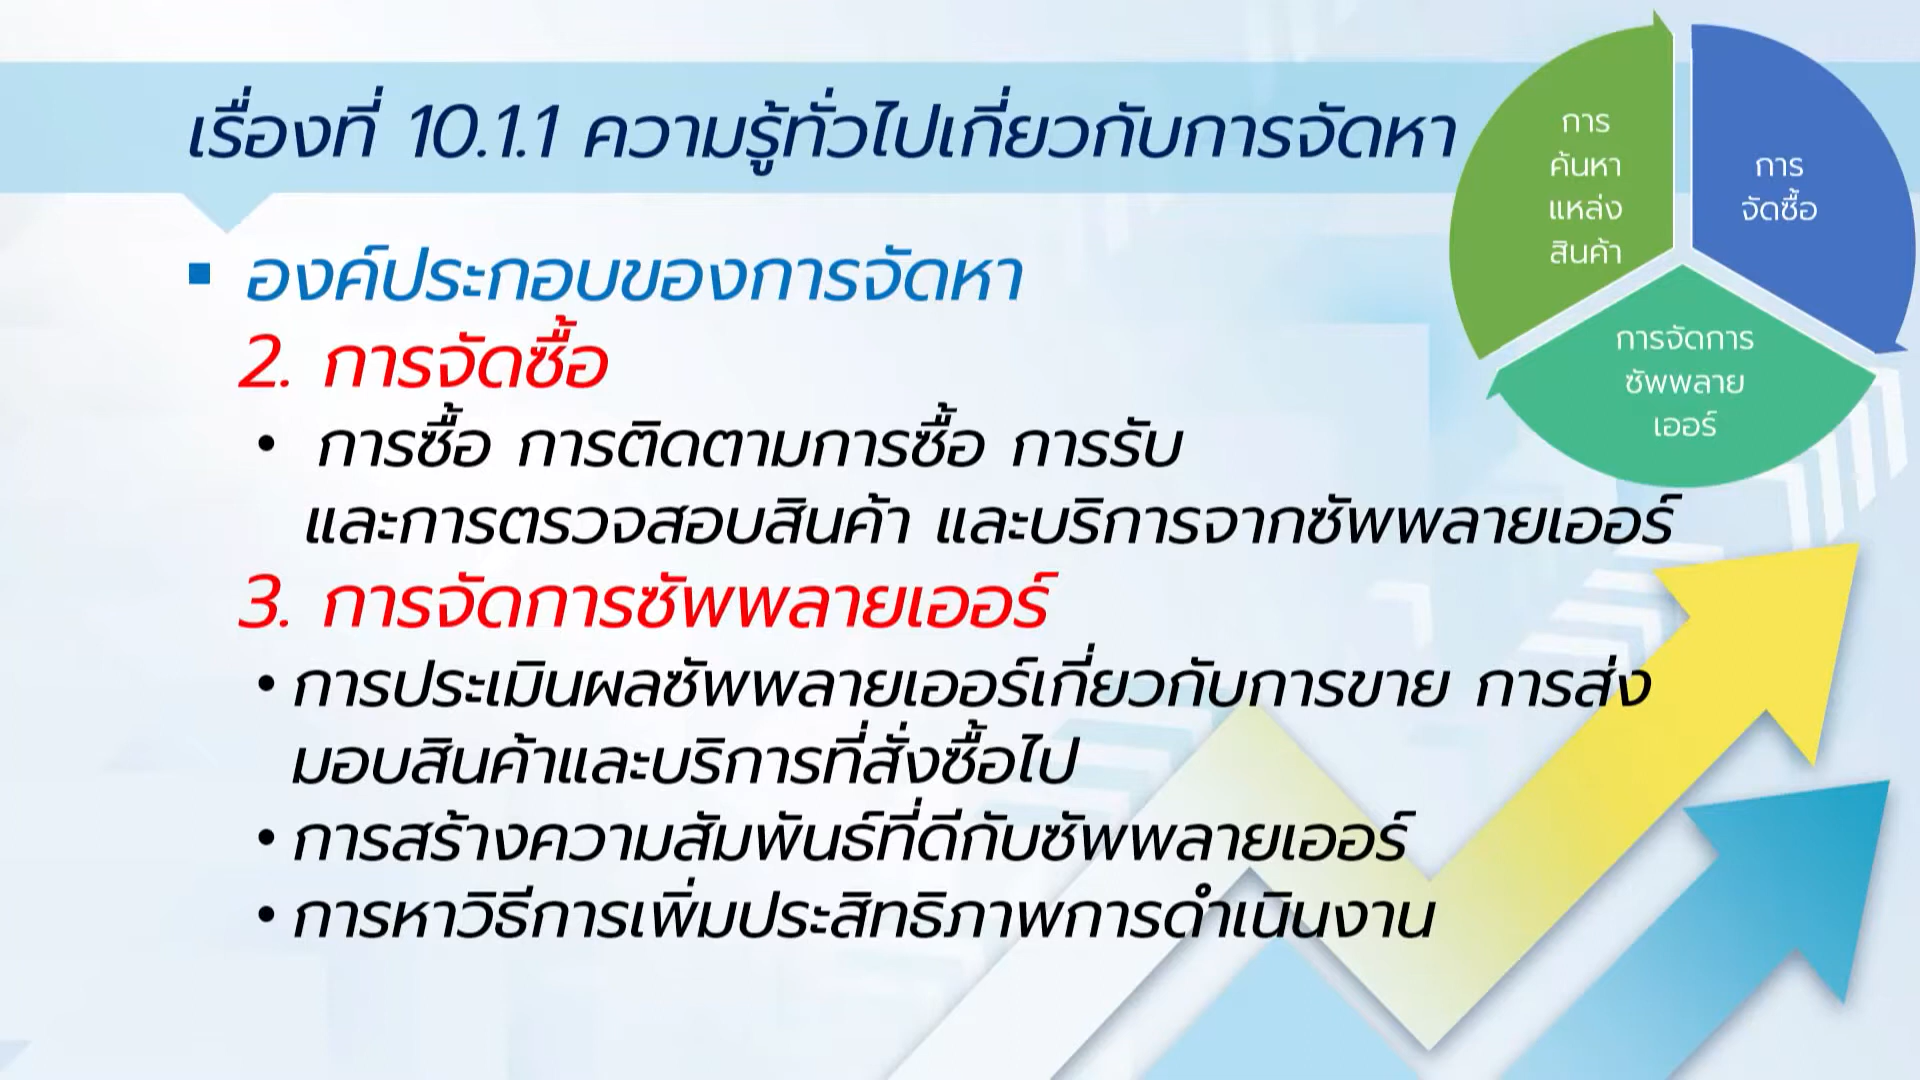 เรื่องที่ 10.1.1 ความรู้ทั่วไปเกี่ยวกับการจัดหา
▪ องค์ประกอบของการจัดหา
2. การจัดซื้อ
• การซื้อ การติดตามการซื้อ การรับ
และการตรวจสอบสินค้า และบริการจากซัพพลายเออร์
3. การจัดการซัพพลายเออร์
• การประเมินผลซัพพลายเออร์เกี่ยวกับการขาย การส่ง
มอบสินค้าและบริการที่สั่งซื้อไป
• การสร้างความสัมพันธ์ที่ดีกับซัพพลายเออร์
• การหาวิธีการเพิ่มประสิทธิภาพการดำเนินงาน
การ
ค้นหา
แหล่ง
สินค้า
การ
จัดซื้อ
การจัดการ
ซัพพลาย
เออร์